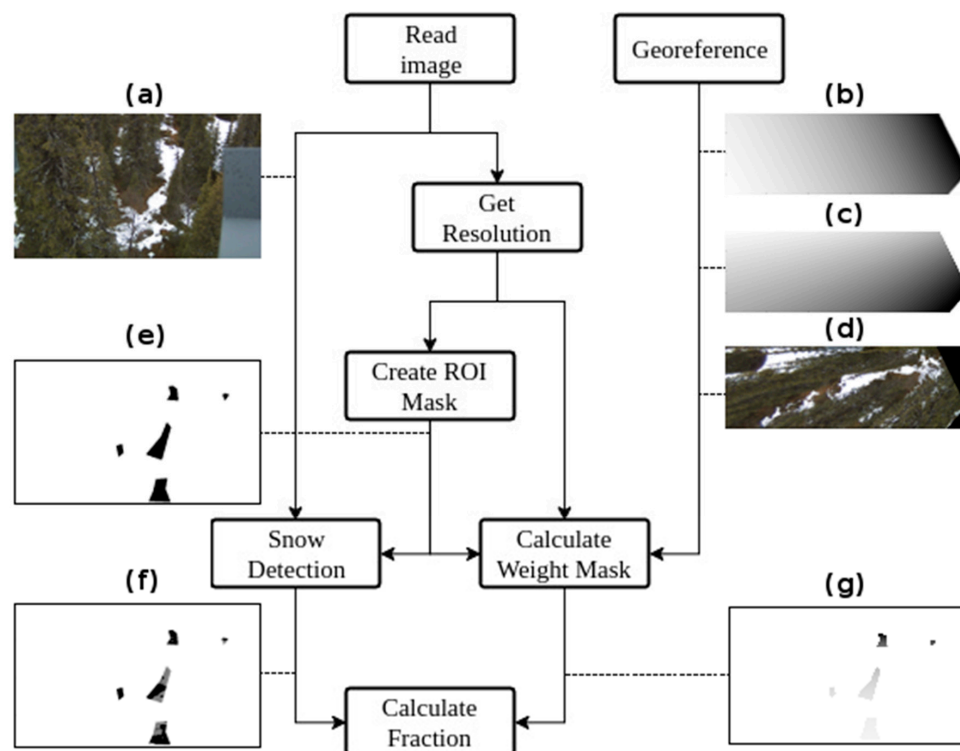 Read
image
Georeference
(a)
(b)
Get
Resolution
(c)
(d)
(e)
Create ROI
Mask
Snow
Detection
Calculate
Weight Mask
(f)
(g)
Calculate
Fraction